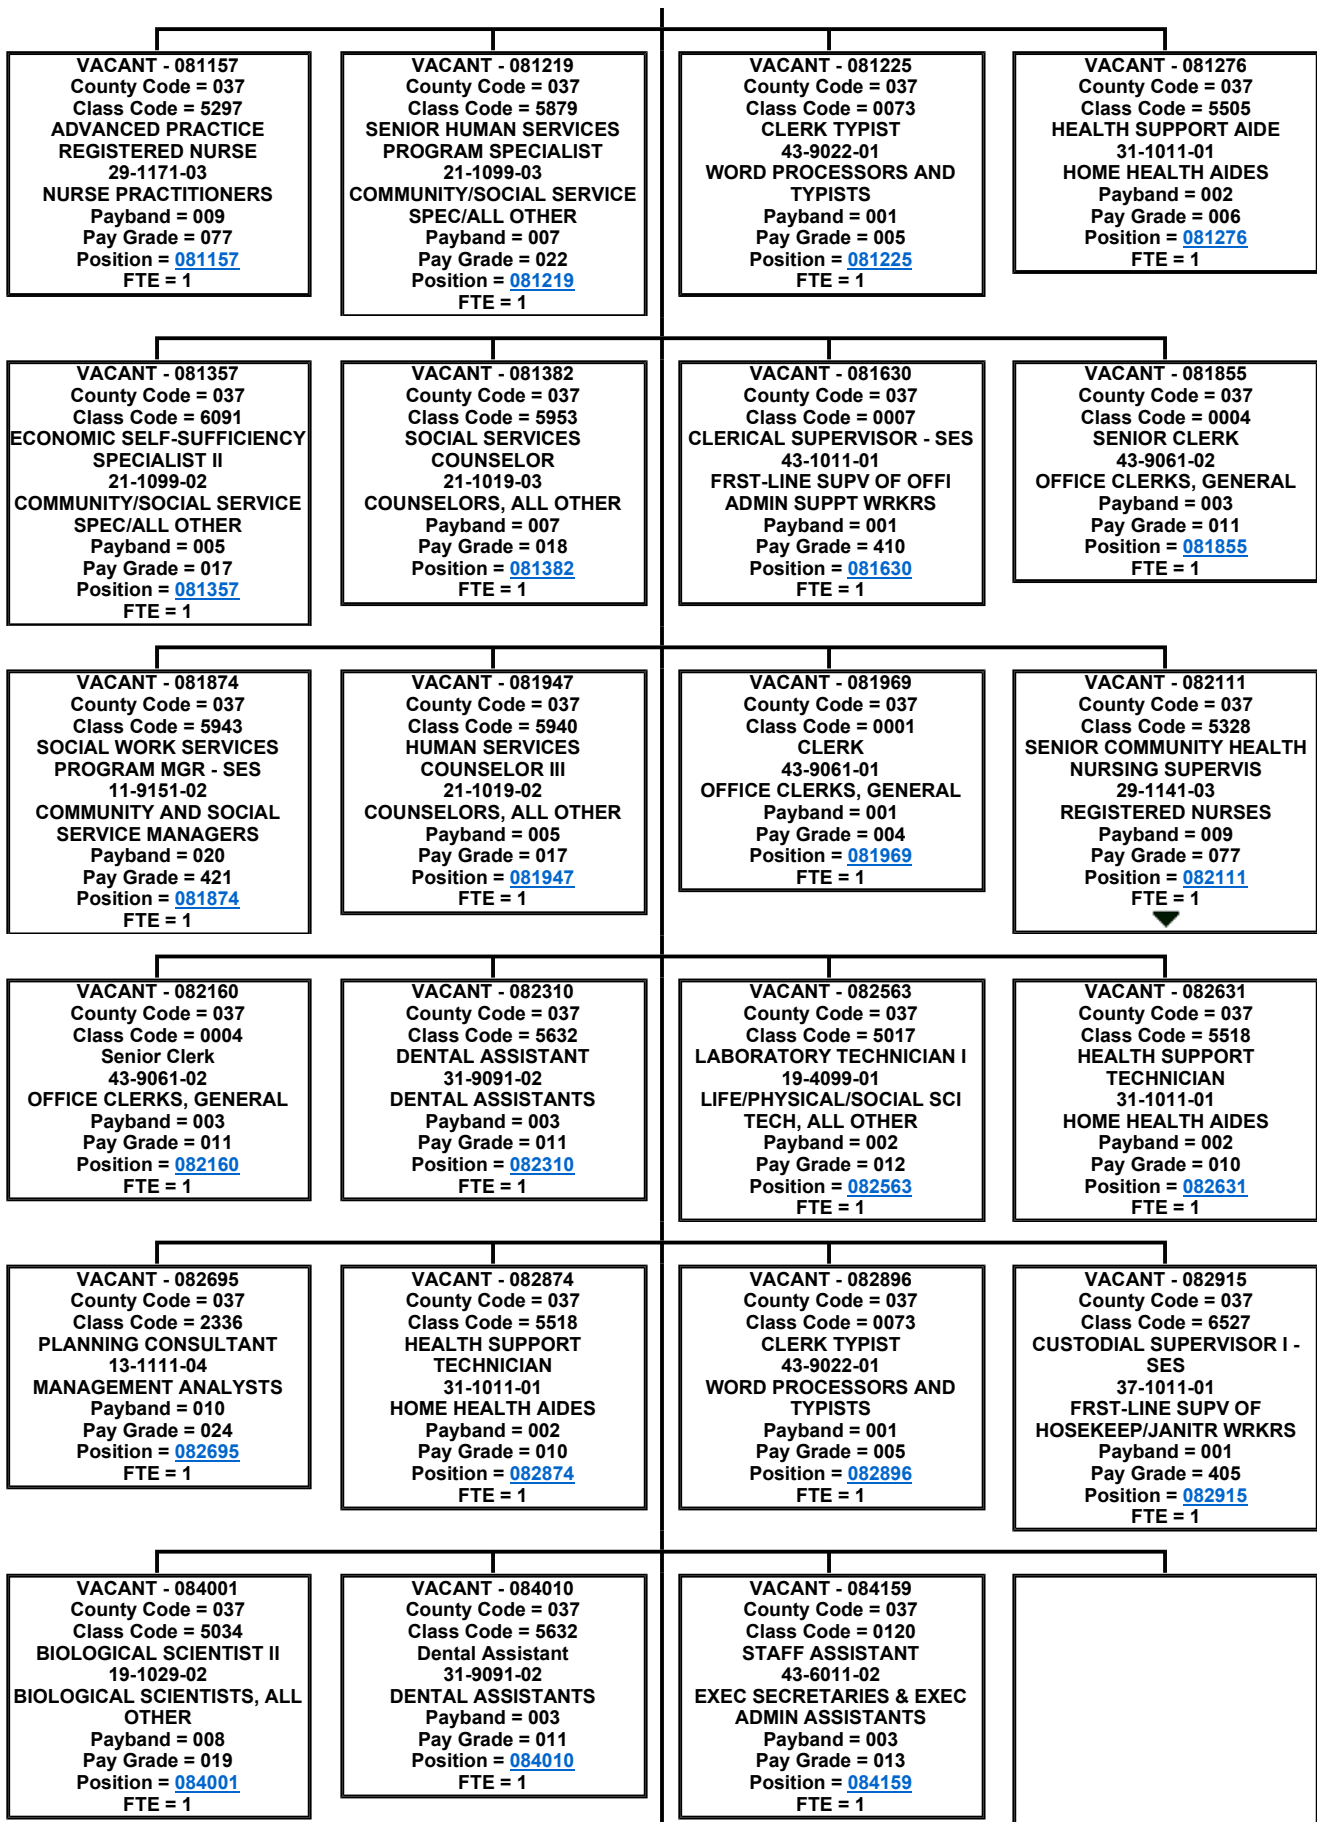 VACANT - 081157
County Code = 037
Class Code = 5297
ADVANCED PRACTICE
REGISTERED NURSE
29-1171-03
NURSE PRACTITIONERS
Payband = 009
Pay Grade = 077
Position = 081157
FTE = 1
VACANT - 081219
County Code = 037
Class Code = 5879
SENIOR HUMAN SERVICES
PROGRAM SPECIALIST
21-1099-03
COMMUNITY/SOCIAL SERVICE
SPEC/ALL OTHER
Payband = 007
Pay Grade = 022
Position = 081219
FTE = 1
VACANT - 081225
County Code = 037
Class Code = 0073
CLERK TYPIST
43-9022-01
WORD PROCESSORS AND
TYPISTS
Payband = 001
Pay Grade = 005
Position = 081225
FTE = 1
VACANT - 081276
County Code = 037
Class Code = 5505
HEALTH SUPPORT AIDE
31-1011-01
HOME HEALTH AIDES
Payband = 002
Pay Grade = 006
Position = 081276
FTE = 1
VACANT - 081357
County Code = 037
Class Code = 6091
ECONOMIC SELF-SUFFICIENCY
SPECIALIST II
21-1099-02
COMMUNITY/SOCIAL SERVICE
SPEC/ALL OTHER
Payband = 005
Pay Grade = 017
Position = 081357
FTE = 1
VACANT - 081382
County Code = 037
Class Code = 5953
SOCIAL SERVICES
COUNSELOR
21-1019-03
COUNSELORS, ALL OTHER
Payband = 007
Pay Grade = 018
Position = 081382
FTE = 1
VACANT - 081630
County Code = 037
Class Code = 0007
CLERICAL SUPERVISOR - SES
43-1011-01
FRST-LINE SUPV OF OFFI
ADMIN SUPPT WRKRS
Payband = 001
Pay Grade = 410
Position = 081630
FTE = 1
VACANT - 081855
County Code = 037
Class Code = 0004
SENIOR CLERK
43-9061-02
OFFICE CLERKS, GENERAL
Payband = 003
Pay Grade = 011
Position = 081855
FTE = 1
VACANT - 081874
County Code = 037
Class Code = 5943
SOCIAL WORK SERVICES
PROGRAM MGR - SES
11-9151-02
COMMUNITY AND SOCIAL
SERVICE MANAGERS
Payband = 020
Pay Grade = 421
Position = 081874
FTE = 1
VACANT - 081947
County Code = 037
Class Code = 5940
HUMAN SERVICES
COUNSELOR III
21-1019-02
COUNSELORS, ALL OTHER
Payband = 005
Pay Grade = 017
Position = 081947
FTE = 1
VACANT - 081969
County Code = 037
Class Code = 0001
CLERK
43-9061-01
OFFICE CLERKS, GENERAL
Payband = 001
Pay Grade = 004
Position = 081969
FTE = 1
VACANT - 082111
County Code = 037
Class Code = 5328
SENIOR COMMUNITY HEALTH
NURSING SUPERVIS
29-1141-03
REGISTERED NURSES
Payband = 009
Pay Grade = 077
Position = 082111
FTE = 1
VACANT - 082160
County Code = 037
Class Code = 0004
Senior Clerk
43-9061-02
OFFICE CLERKS, GENERAL
Payband = 003
Pay Grade = 011
Position = 082160
FTE = 1
VACANT - 082310
County Code = 037
Class Code = 5632
DENTAL ASSISTANT
31-9091-02
DENTAL ASSISTANTS
Payband = 003
Pay Grade = 011
Position = 082310
FTE = 1
VACANT - 082563
County Code = 037
Class Code = 5017
LABORATORY TECHNICIAN I
19-4099-01
LIFE/PHYSICAL/SOCIAL SCI
TECH, ALL OTHER
Payband = 002
Pay Grade = 012
Position = 082563
FTE = 1
VACANT - 082631
County Code = 037
Class Code = 5518
HEALTH SUPPORT
TECHNICIAN
31-1011-01
HOME HEALTH AIDES
Payband = 002
Pay Grade = 010
Position = 082631
FTE = 1
VACANT - 082695
County Code = 037
Class Code = 2336
PLANNING CONSULTANT
13-1111-04
MANAGEMENT ANALYSTS
Payband = 010
Pay Grade = 024
Position = 082695
FTE = 1
VACANT - 082874
County Code = 037
Class Code = 5518
HEALTH SUPPORT
TECHNICIAN
31-1011-01
HOME HEALTH AIDES
Payband = 002
Pay Grade = 010
Position = 082874
FTE = 1
VACANT - 082896
County Code = 037
Class Code = 0073
CLERK TYPIST
43-9022-01
WORD PROCESSORS AND
TYPISTS
Payband = 001
Pay Grade = 005
Position = 082896
FTE = 1
VACANT - 082915
County Code = 037
Class Code = 6527
CUSTODIAL SUPERVISOR I -
SES
37-1011-01
FRST-LINE SUPV OF
HOSEKEEP/JANITR WRKRS
Payband = 001
Pay Grade = 405
Position = 082915
FTE = 1
VACANT - 084001
County Code = 037
Class Code = 5034
BIOLOGICAL SCIENTIST II
19-1029-02
BIOLOGICAL SCIENTISTS, ALL
OTHER
Payband = 008
Pay Grade = 019
Position = 084001
FTE = 1
VACANT - 084010
County Code = 037
Class Code = 5632
Dental Assistant
31-9091-02
DENTAL ASSISTANTS
Payband = 003
Pay Grade = 011
Position = 084010
FTE = 1
VACANT - 084159
County Code = 037
Class Code = 0120
STAFF ASSISTANT
43-6011-02
EXEC SECRETARIES & EXEC
ADMIN ASSISTANTS
Payband = 003
Pay Grade = 013
Position = 084159
FTE = 1